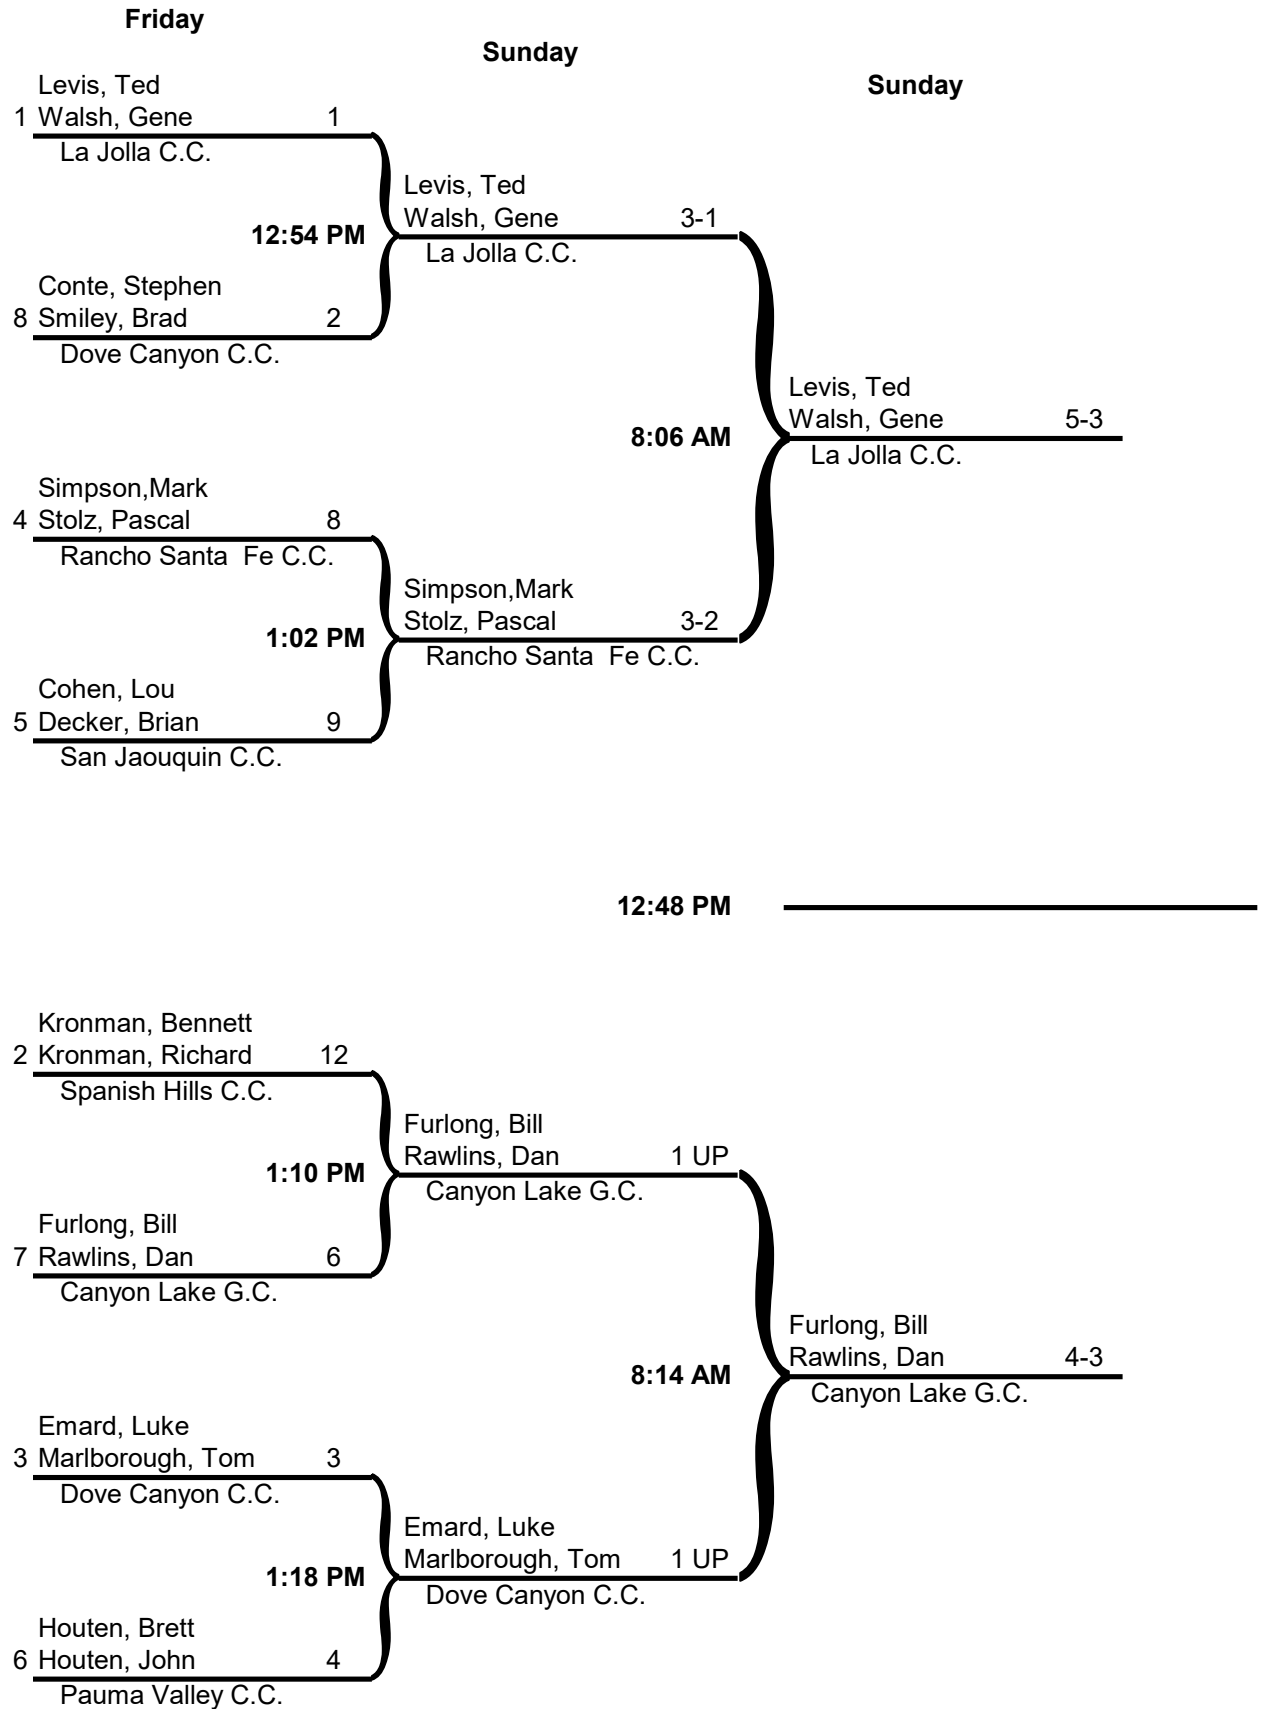 Friday
Sunday
Sunday
Levis, Ted
1 Walsh, Gene 1
La Jolla C.C.
Levis, Ted
Walsh, Gene 3-1
12:54 PM
La Jolla C.C.
Conte, Stephen
8 Smiley, Brad 2
Dove Canyon C.C.
Levis, Ted
Walsh, Gene 5-3
8:06 AM
La Jolla C.C.
Simpson,Mark
4 Stolz, Pascal 8
Rancho Santa  Fe C.C.
Simpson,Mark
Stolz, Pascal 3-2
1:02 PM
Rancho Santa  Fe C.C.
Cohen, Lou
5 Decker, Brian 9
San Jaouquin C.C.
12:48 PM
Kronman, Bennett
2 Kronman, Richard 12
Spanish Hills C.C.
Furlong, Bill
Rawlins, Dan 1 UP
1:10 PM
Canyon Lake G.C.
Furlong, Bill
7 Rawlins, Dan 6
Canyon Lake G.C.
Furlong, Bill
Rawlins, Dan 4-3
8:14 AM
Canyon Lake G.C.
Emard, Luke
3 Marlborough, Tom 3
Dove Canyon C.C.
Emard, Luke
Marlborough, Tom 1 UP
1:18 PM
Dove Canyon C.C.
Houten, Brett
6 Houten, John 4
Pauma Valley C.C.